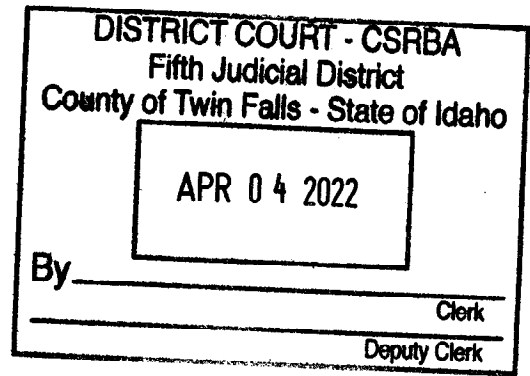 DISTRICT COURT - CSRBA
Fifth Judicial District
County of Twin Falls - State of Idaho
APR 04 2022
By
Clerk
Deputy Clerk